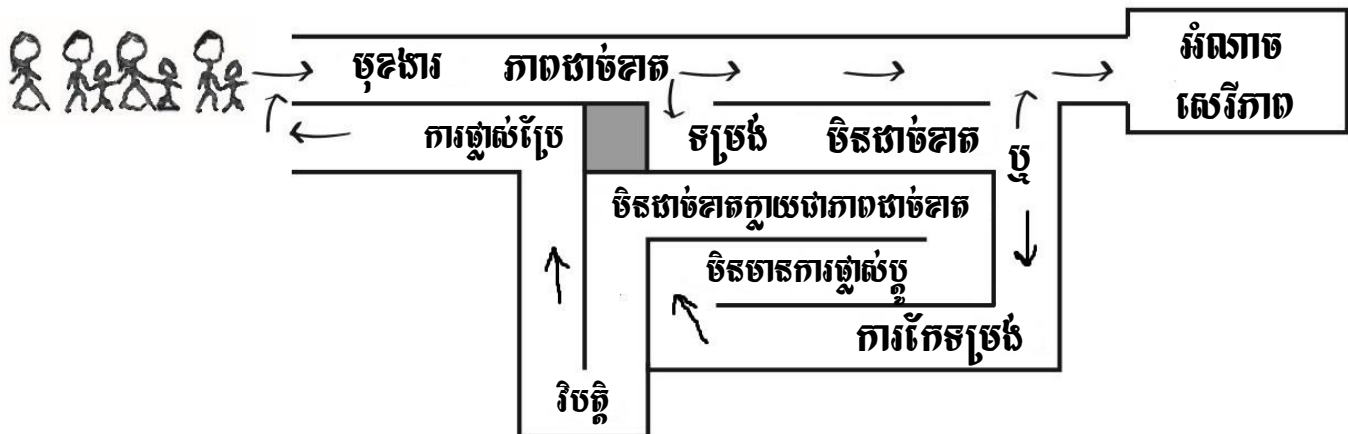 មុខងារ ភាពដាច់ខាត
អំណាច
សេរីភាព
ការផ្លាស់ប្រែ
ទម្រង់ មិនដាច់ខាត
ឬ
មិនដាច់ខាតក្លាយជាភាពដាច់ខាត
មិនមានការផ្លាស់ប្ដូ
ការកែទម្រង់
វិបត្តិ